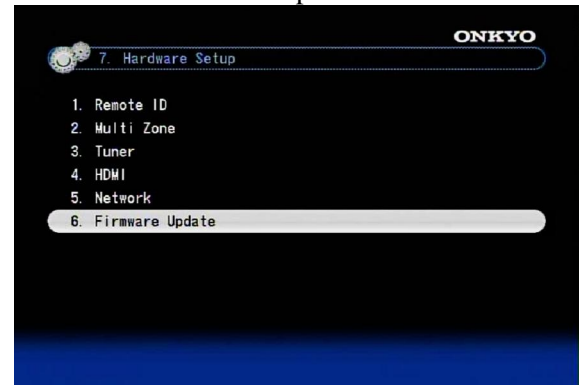 ONKYO
7. Hardware Setup
1. Remote ID
2. Multi Zone
3. Tuner
4. HDMI
5. Network
6. Firmware Update